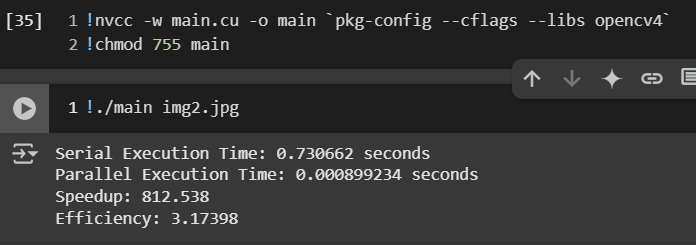 [35] 1 !nvcc -w main.cu -o main `pkg-config --cflags --libs opencv4`
2 !chmod 755 main
1 !./main img2.jpg
Serial Execution Time: 0.730662 seconds
Parallel Execution Time: 0.000899234 seconds
Speedup: 812.538
Efficiency: 3.17398